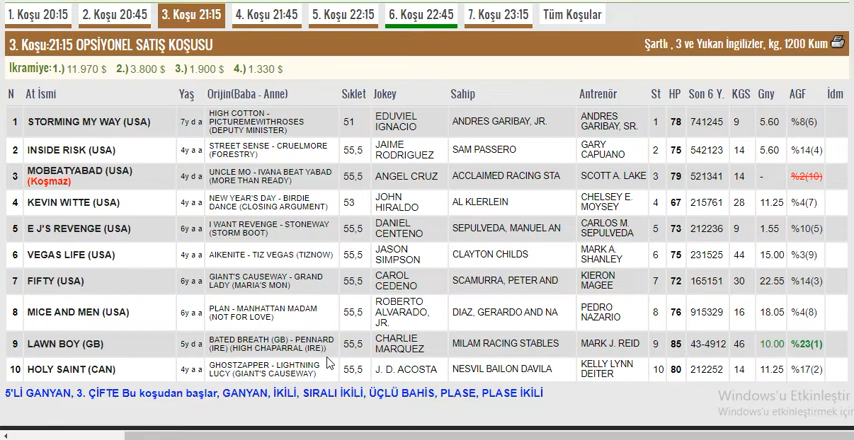 1. Koşu 20:15 2. Koşu 20:45 3. Koşu 21:15 4. Koşu 21:45 5. Koşu 22:15 6. Koşu 22:45 7. Koşu 23:15 Tüm Koşular
3. Koşu:21:15 OPSİYONEL SATIŞ KOŞUSU Şartlı , 3 ve Yukarı İngilizler, kg, 1200 Kum
İkramiye: 1.) 11.970 $ 2.) 3.800 $ 3.) 1.900 $ 4.) 1.330 $
N At İsmi Yaş Orijin(Baba - Anne) Sıklet Jokey Sahip Antrenör St HP Son 6 Y. KGS Gny AGF İdm
1 STORMING MY WAY (USA) 7y d a HIGH COTTON - PICTUREMEWITHROSES (DEPUTY MINISTER) 51 EDUVIEL IGNACIO ANDRES GARIBAY, JR. ANDRES GARIBAY, SR. 1 78 741245 9 5.60 %8(6)
2 INSIDE RISK (USA) 4y a a STREET SENSE - CRUELMORE (FORESTRY) 55,5 JAIME RODRIGUEZ SAM PASSERO GARY CAPUANO 2 75 542123 14 5.60 %14(4)
3 MOBEATYABAD (USA) (Koşmaz) 4y d a UNCLE MO - IVANA BEAT YABAD (MORE THAN READY) 55,5 ANGEL CRUZ ACCLAIMED RACING STA SCOTT A. LAKE 3 79 521341 14 - %2(10)
4 KEVIN WITTE (USA) 4y a a NEW YEAR'S DAY - BIRDIE DANCE (CLOSING ARGUMENT) 53 JOHN HIRALDO AL KLERLEIN CHELSEY E. MOYSEY 4 67 215761 28 11.25 %4(7)
5 E J'S REVENGE (USA) 6y a a I WANT REVENGE - STONEWAY (STORM BOOT) 55,5 DANIEL CENTENO SEPULVEDA, MANUEL AN CARLOS M. SEPULVEDA 5 73 212236 9 1.55 %10(5)
6 VEGAS LIFE (USA) 4y a a AIKENITE - TIZ VEGAS (TIZNOW) 55,5 JASON SIMPSON CLAYTON CHILDS MARK A. SHANLEY 6 75 231525 44 15.00 %3(9)
7 FIFTY (USA) 6y a a GIANT'S CAUSEWAY - GRAND LADY (MARIA'S MON) 55,5 CAROL CEDENO SCAMURRA, PETER AND KIERON MAGEE 7 72 165151 30 22.55 %14(3)
8 MICE AND MEN (USA) 6y a a PLAN - MANHATTAN MADAM (NOT FOR LOVE) 55,5 ROBERTO ALVARADO, JR. DIAZ, GERARDO AND NA PEDRO NAZARIO 8 76 915329 16 18.05 %4(8)
9 LAWN BOY (GB) 5y d a BATED BREATH (GB) - PENNARD (IRE) (HIGH CHAPARRAL (IRE)) 55,5 CHARLIE MARQUEZ MILAM RACING STABLES MARK J. REID 9 85 43-4912 46 10.00 %23(1)
10 HOLY SAINT (CAN) 4y a a GHOSTZAPPER - LIGHTNING LUCY (GIANT'S CAUSEWAY) 55,5 J. D. ACOSTA NESVIL BAILON DAVILA KELLY LYNN DEITER 10 80 212252 14 11.25 %17(2)
5'Lİ GANYAN, 3. ÇİFTE Bu koşudan başlar, GANYAN, İKİLİ, SIRALI İKİLİ, ÜÇLÜ BAHİS, PLASE, PLASE İKİLİ
Windows'u Etkinleştir
Windows'u etkinleştirmek için